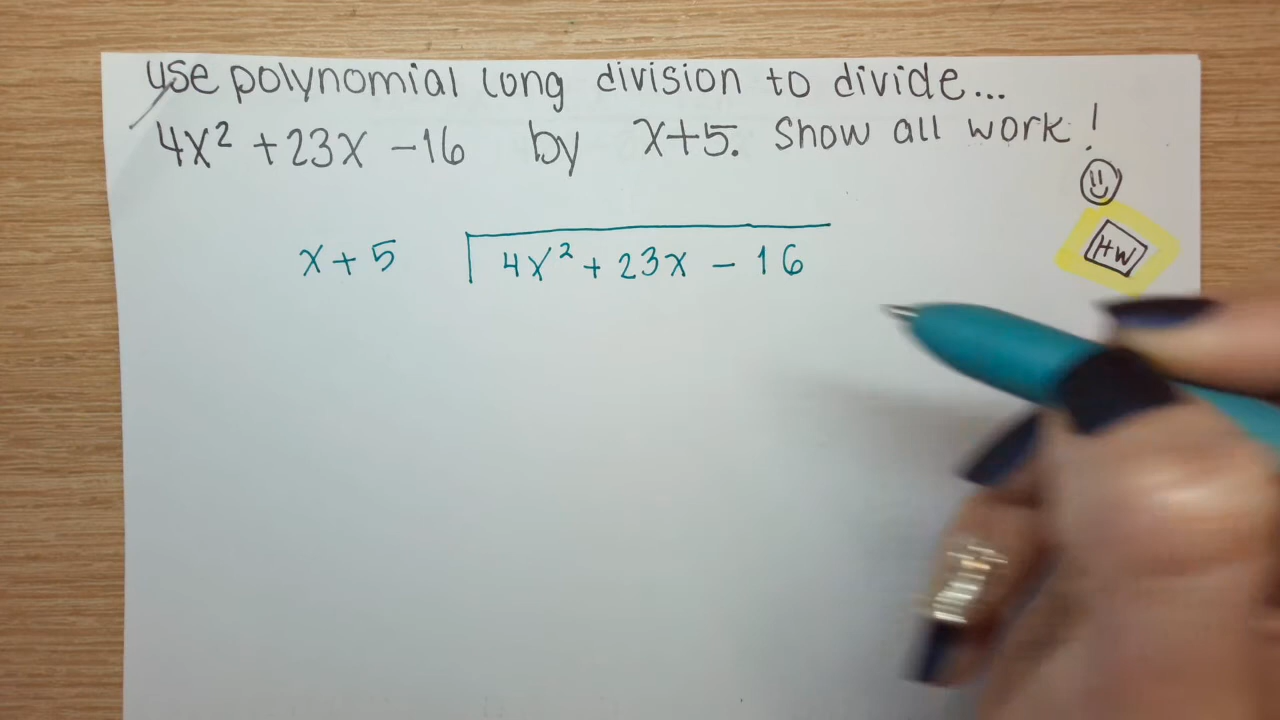 use polynomial long division to divide...
4x² + 23x - 16 by x+5. Show all work!
HW
x + 5 4x² + 23x - 16